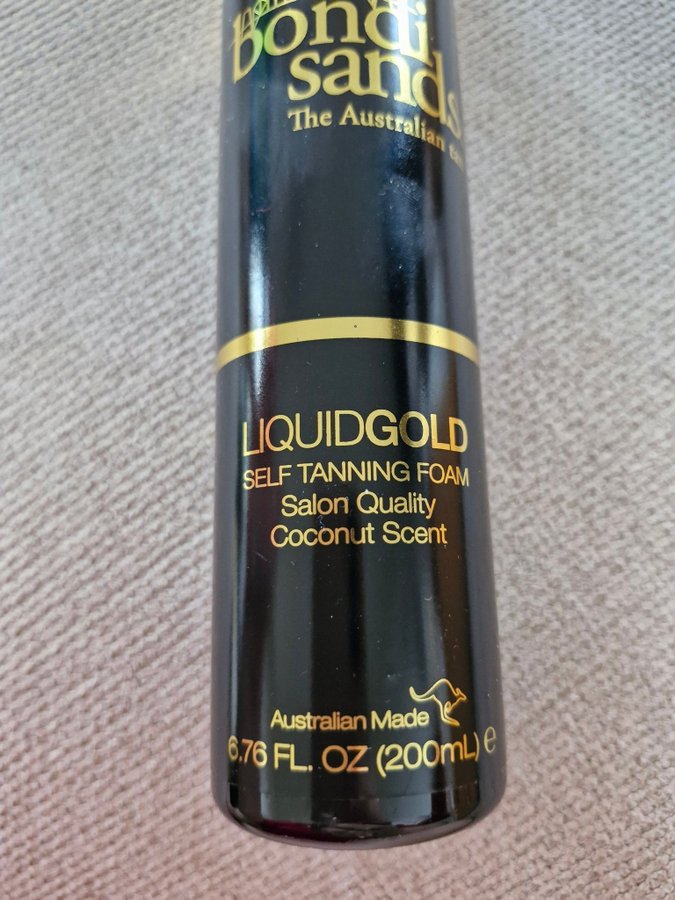 bondi
sands
The Australian tan
LIQUIDGOLD
SELF TANNING FOAM
Salon Quality
Coconut Scent
Australian Made
6.76 FL. OZ (200mL) e